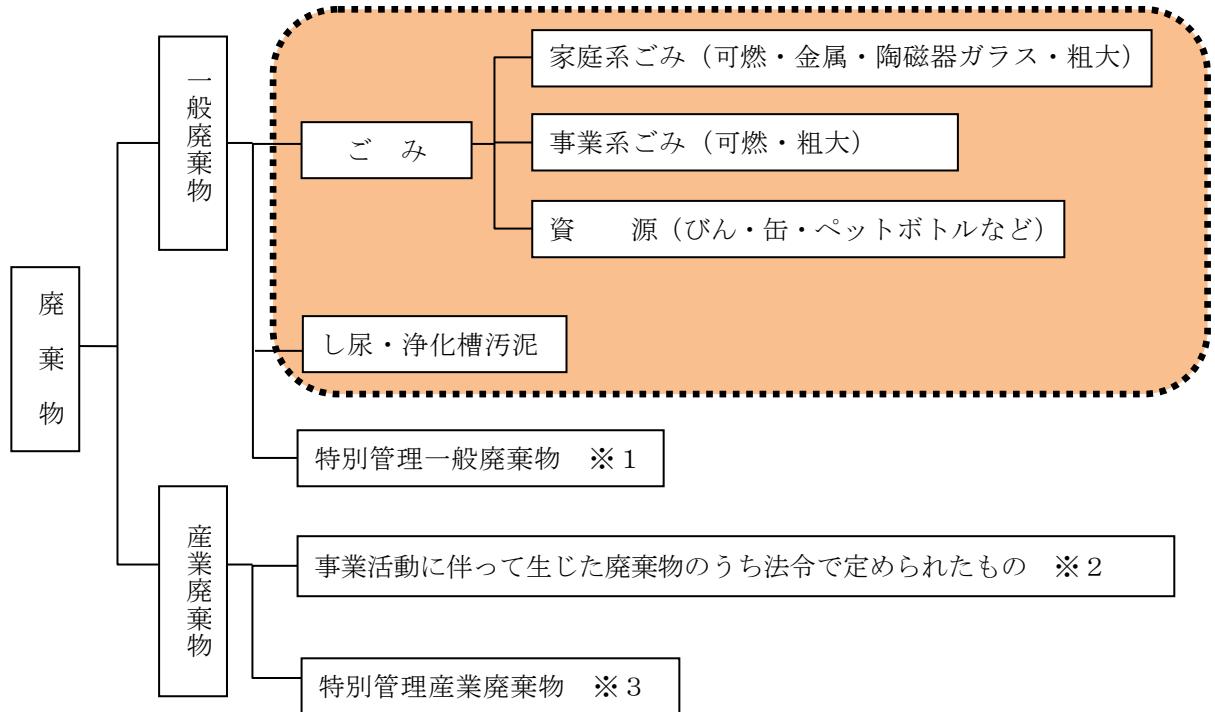 廃棄物
一般廃棄物
ごみ
家庭系ごみ（可燃・金属・陶磁器ガラス・粗大）
事業系ごみ（可燃・粗大）
資　　源（びん・缶・ペットボトルなど）
し尿・浄化槽汚泥
特別管理一般廃棄物　※１
産業廃棄物
事業活動に伴って生じた廃棄物のうち法令で定められたもの　※２
特別管理産業廃棄物　※３